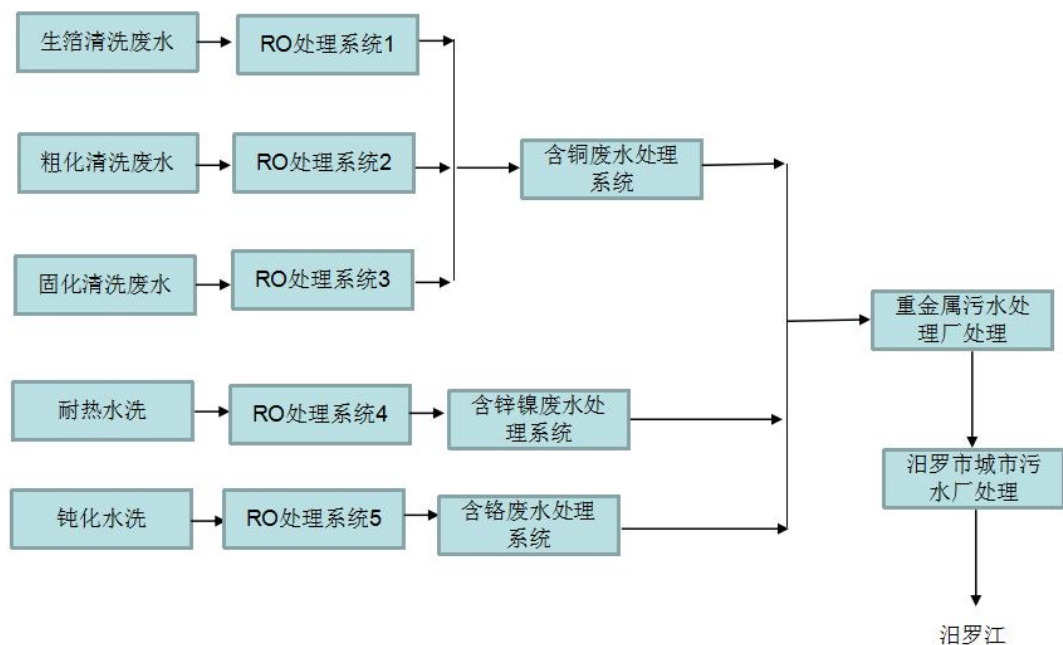 生箔清洗废水
RO处理系统1
粗化清洗废水
RO处理系统2
含铜废水处理
系统
固化清洗废水
RO处理系统3
重金属污水处
理厂处理
耐热水洗
RO处理系统4
含锌镍废水处
理系统
汨罗市城市污
水厂处理
钝化水洗
RO处理系统5
含铬废水处理
系统
汨罗江